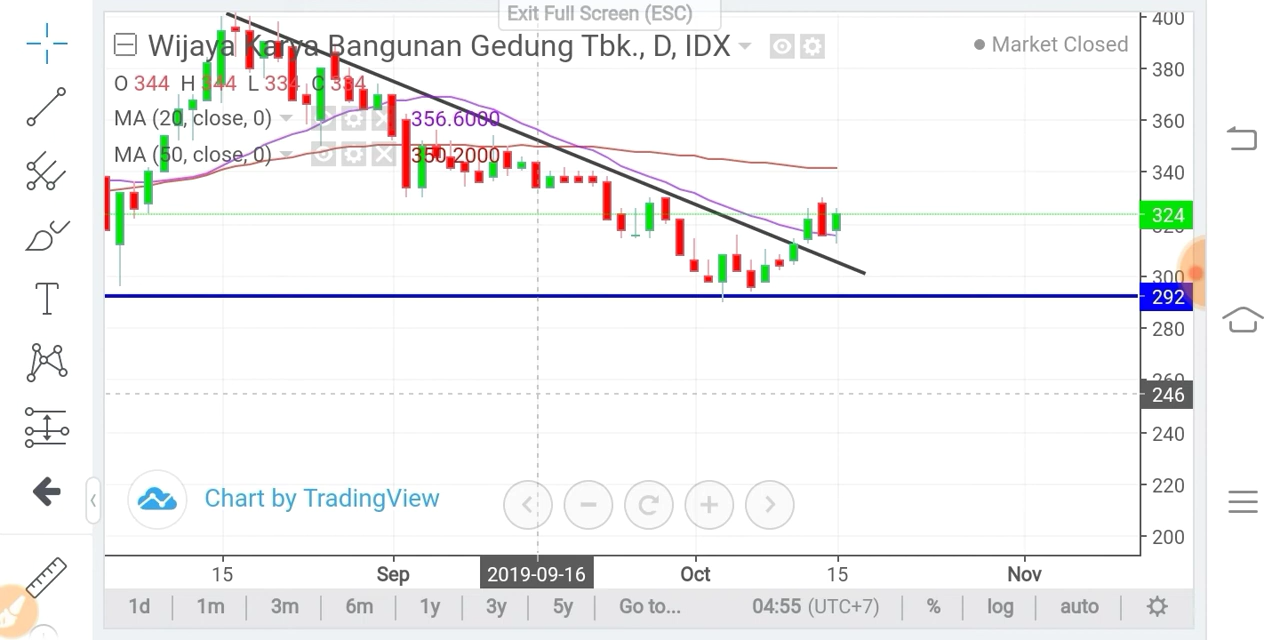 Exit Full Screen (ESC)
Wijaya Karya Bangunan Gedung Tbk., D, IDX
Market Closed
O 344 H 344 L 334 C 334
MA (20, close, 0) 356.6000
MA (50, close, 0) 350.2000
400
380
360
340
324
320
300
292
280
260
246
240
220
200
Chart by TradingView
15 Sep 2019-09-16 Oct 15 Nov
1d 1m 3m 6m 1y 3y 5y Go to... 04:55 (UTC+7) % log auto